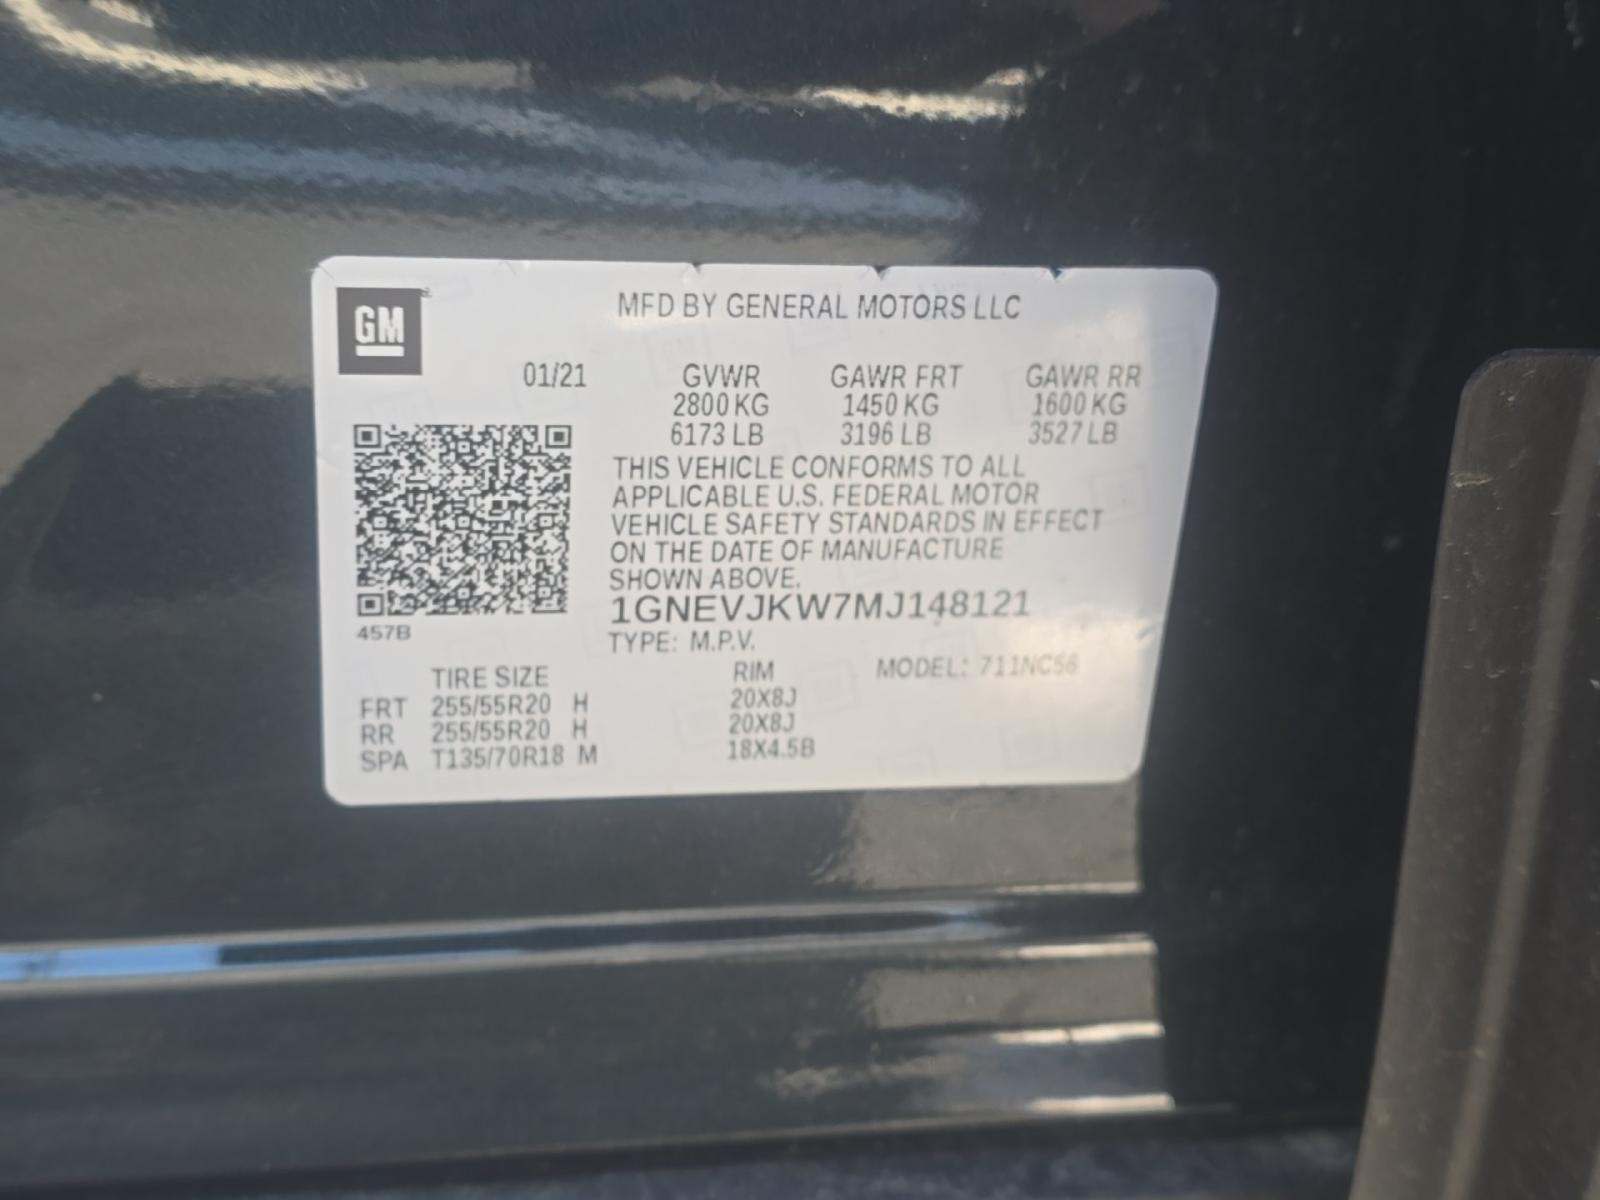 GM
MFD BY GENERAL MOTORS LLC
01/21 GVWR GAWR FRT GAWR RR
2800 KG 1450 KG 1600 KG
6173 LB 3196 LB 3527 LB
THIS VEHICLE CONFORMS TO ALL
APPLICABLE U.S. FEDERAL MOTOR
VEHICLE SAFETY STANDARDS IN EFFECT
ON THE DATE OF MANUFACTURE
SHOWN ABOVE.
1GNEVJKW7MJ148121
457B
TYPE: M.P.V.
TIRE SIZE RIM MODEL: 711NC56
FRT 255/55R20 H 20X8J
RR 255/55R20 H 20X8J
SPA T135/70R18 M 18X4.5B